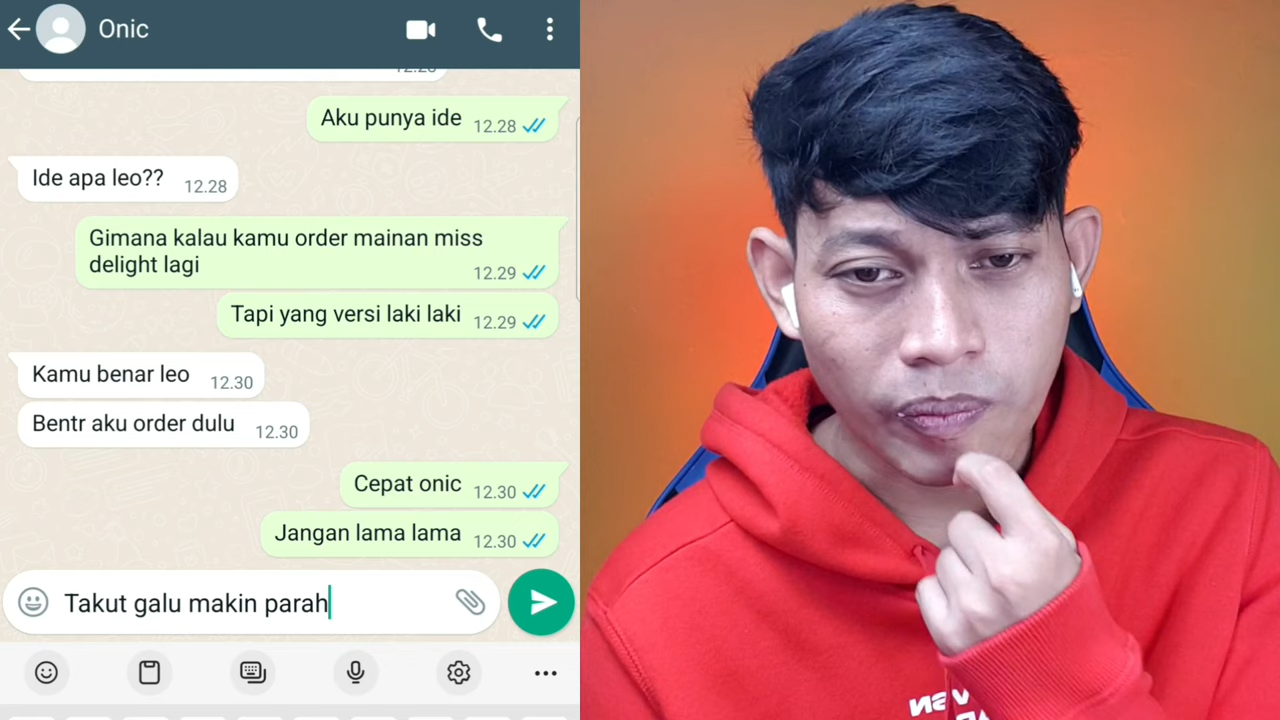 Onic
Aku punya ide 12.28
Ide apa leo?? 12.28
Gimana kalau kamu order mainan miss
delight lagi 12.29
Tapi yang versi laki laki 12.29
Kamu benar leo 12.30
Bentr aku order dulu 12.30
Cepat onic 12.30
Jangan lama lama 12.30
Takut galu makin parah